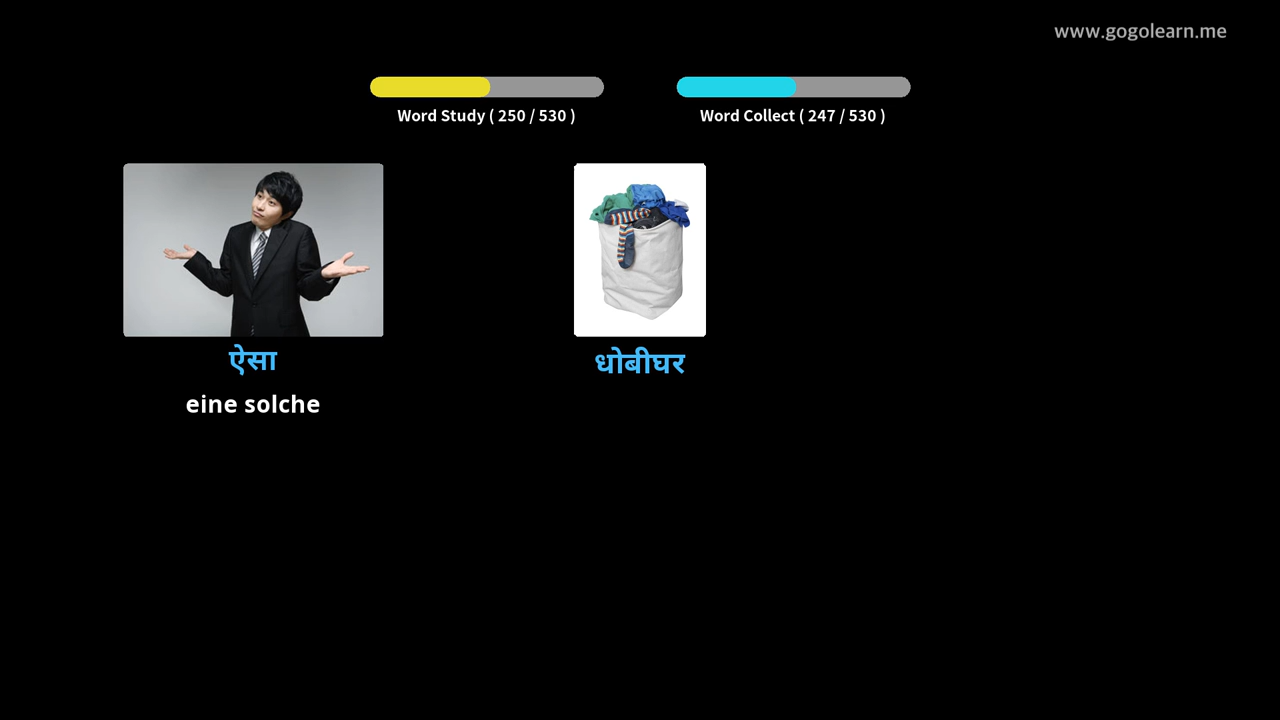 www.gogolearn.me
Word Study ( 250 / 530 )
Word Collect ( 247 / 530 )
ऐसा
धोबीघर
eine solche